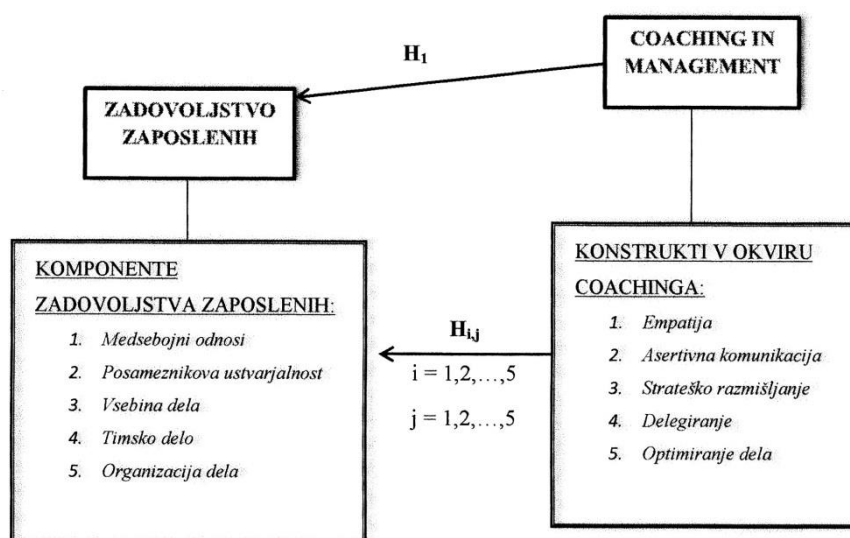 COACHING IN
MANAGEMENT
H1
ZADOVOLJSTVO
ZAPOSLENIH
KOMPONENTE
ZADOVOLJSTVA ZAPOSLENIH:
1. Medsebojni odnosi
2. Posameznikova ustvarjalnost
3. Vsebina dela
4. Timsko delo
5. Organizacija dela
Hi,j
i = 1,2,…,5
j = 1,2,…,5
KONSTRUKTI V OKVIRU
COACHINGA:
1. Empatija
2. Asertivna komunikacija
3. Strateško razmišljanje
4. Delegiranje
5. Optimiranje dela